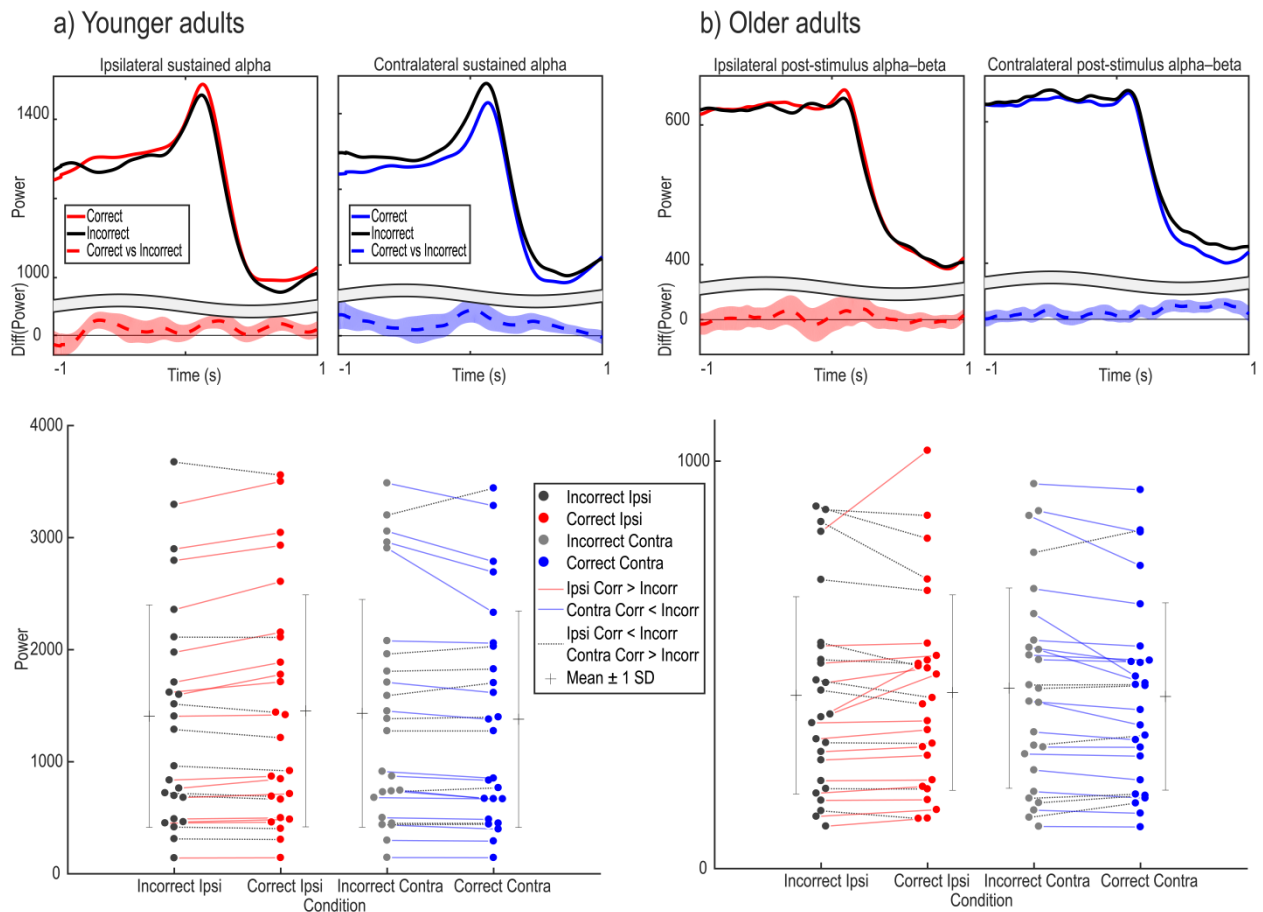 a) Younger adults
b) Older adults
Ipsilateral sustained alpha
Contralateral sustained alpha
Ipsilateral post-stimulus alpha–beta
Contralateral post-stimulus alpha–beta
1400
Power
1000
Diff(Power)
0
Correct
Incorrect
Correct vs Incorrect
Correct
Incorrect
Correct vs Incorrect
-1
Time (s)
1
-1
Time (s)
1
600
Power
400
Diff(Power)
0
-1
Time (s)
1
-1
Time (s)
1
4000
3000
2000
1000
0
Power
Incorrect Ipsi
Correct Ipsi
Incorrect Contra
Correct Contra
Condition
Incorrect Ipsi
Correct Ipsi
Incorrect Contra
Correct Contra
Ipsi Corr > Incorr
Contra Corr < Incorr
Ipsi Corr < Incorr
Contra Corr > Incorr
Mean ± 1 SD
1000
0
Power
Incorrect Ipsi
Correct Ipsi
Incorrect Contra
Correct Contra
Condition